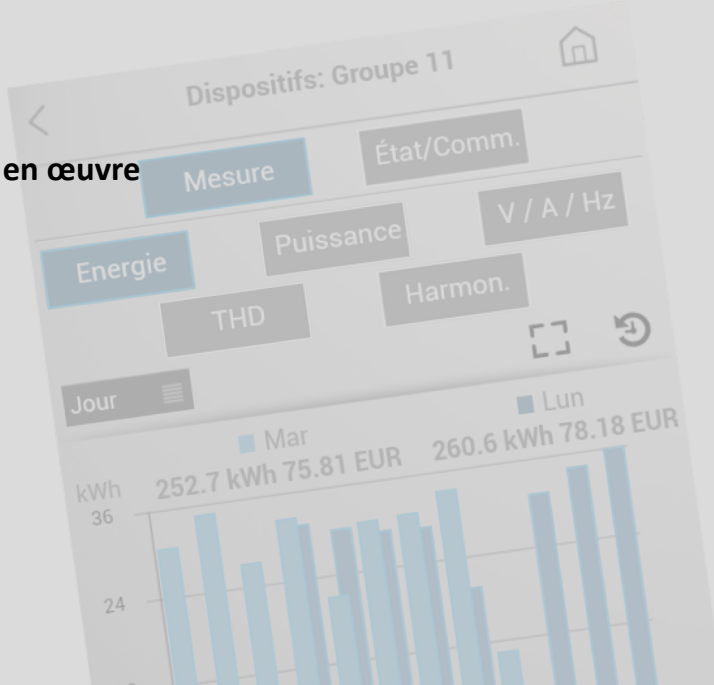 Dispositifs: Groupe 11
en œuvre
Mesure
État/Comm.
Energie
Puissance
V / A / Hz
THD
Harmon.
Jour
Mar
Lun
kWh
252.7 kWh 75.81 EUR
260.6 kWh 78.18 EUR
36
24